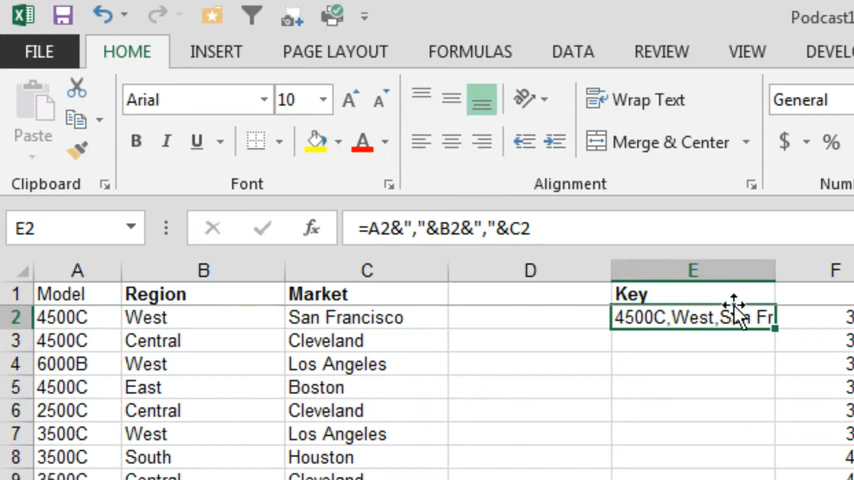 Podcast1
FILE HOME INSERT PAGE LAYOUT FORMULAS DATA REVIEW VIEW DEVELO
Paste
Arial 10
B I U A
Wrap Text
Merge & Center
General
$ %
Clipboard Font Alignment Num
E2 fx =A2&","&B2&","&C2
A B C D E F
1 Model Region Market Key
2 4500C West San Francisco 4500C,West,San Fr 3
3 4500C Central Cleveland 3
4 6000B West Los Angeles 3
5 4500C East Boston 3
6 2500C Central Cleveland 3
7 3500C West Los Angeles 3
8 3500C South Houston 4
9 3500C Central Cleveland 4